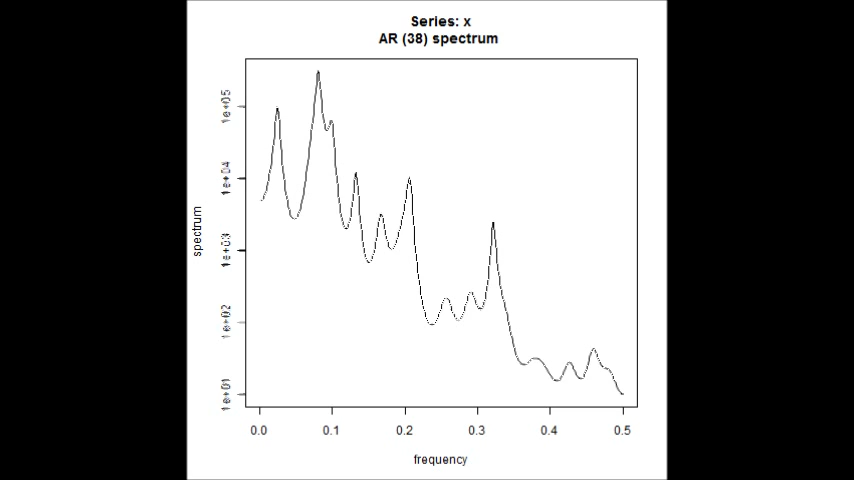 Series: x
AR (38) spectrum
spectrum
1e+05
1e+04
1e+03
1e+02
1e+01
0.0 0.1 0.2 0.3 0.4 0.5
frequency